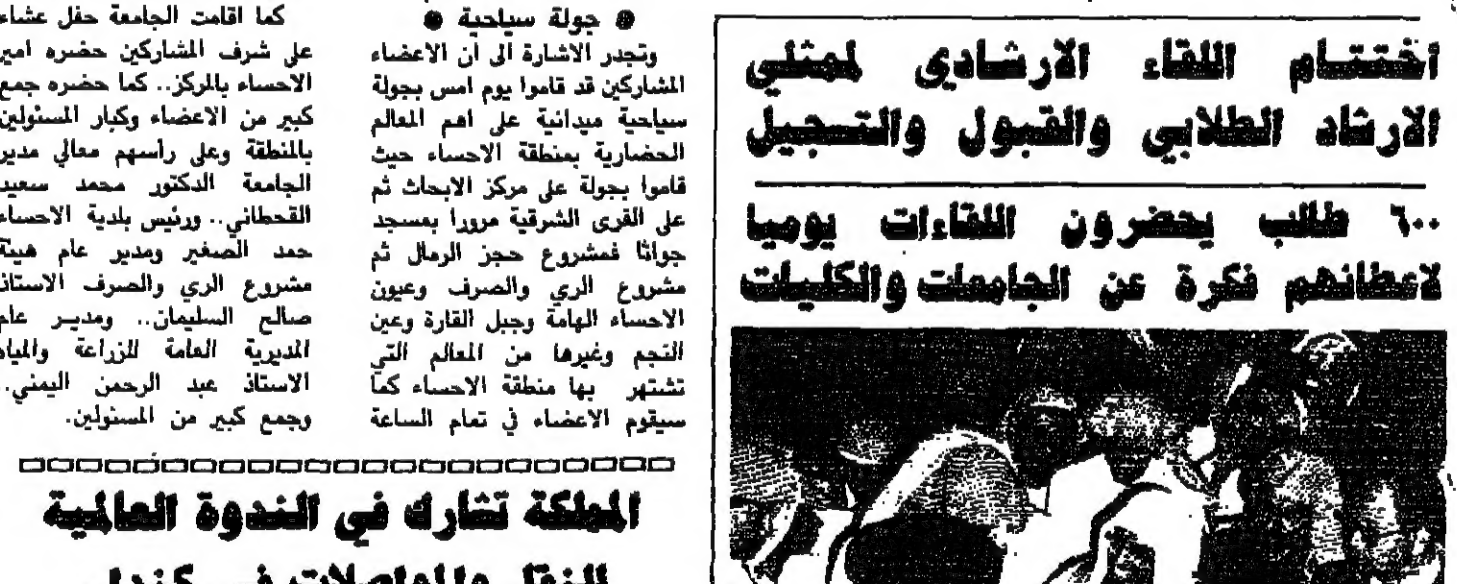 اختتام اللقاء الارشادى لممثلي
الارشاد الطلابي والقبول والتسجيل
٦٠٠ طالب يحضرون اللقاءات يوميا
لاعطائهم فكرة عن الجامعات والكليات
● جولة سياحية ●
وتجدر الاشارة الى ان الاعضاء
المشاركين قد قاموا يوم امس بجولة
سياحية ميدانية على اهم المعالم
الحضارية بمنطقة الاحساء حيث
قاموا بجولة على مركز الابحاث ثم
على القرى الشرقية مرورا بمسجد
جواثا فمشروع حجز الرمال ثم
مشروع الري والصرف وعيون
الاحساء الهامة وجبل القارة وعين
النجم وغيرها من المعالم التي
تشتهر بها منطقة الاحساء كما
سيقوم الاعضاء في تمام الساعة
كما اقامت الجامعة حفل عشاء
على شرف المشاركين حضره امير
الاحساء بالمركز.. كما حضره جمع
كبير من الاعضاء وكبار المسئولين
بالمنطقة وعلى رأسهم معالي مدير
الجامعة الدكتور محمد سعيد
القحطاني.. ورئيس بلدية الاحساء
حمد الصغير ومدير عام هيئة
مشروع الري والصرف الاستاذ
صالح السليمان.. ومدير عام
المديرية العامة للزراعة والمياه
الاستاذ عبد الرحمن اليمني..
وجمع كبير من المسئولين.
المملكة تشارك في الندوة العالمية
للنقل والمواصلات في كندا